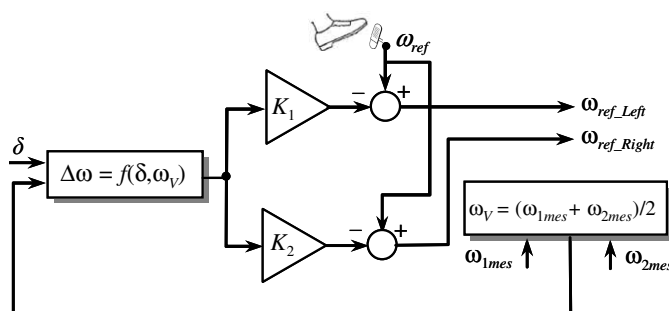 ω_ref
K_1
−
+
ω_ref_Left
δ
ω_ref_Right
Δω = f(δ,ω_V)
−
+
K_2
ω_V = (ω_1mes + ω_2mes)/2
ω_1mes
ω_2mes